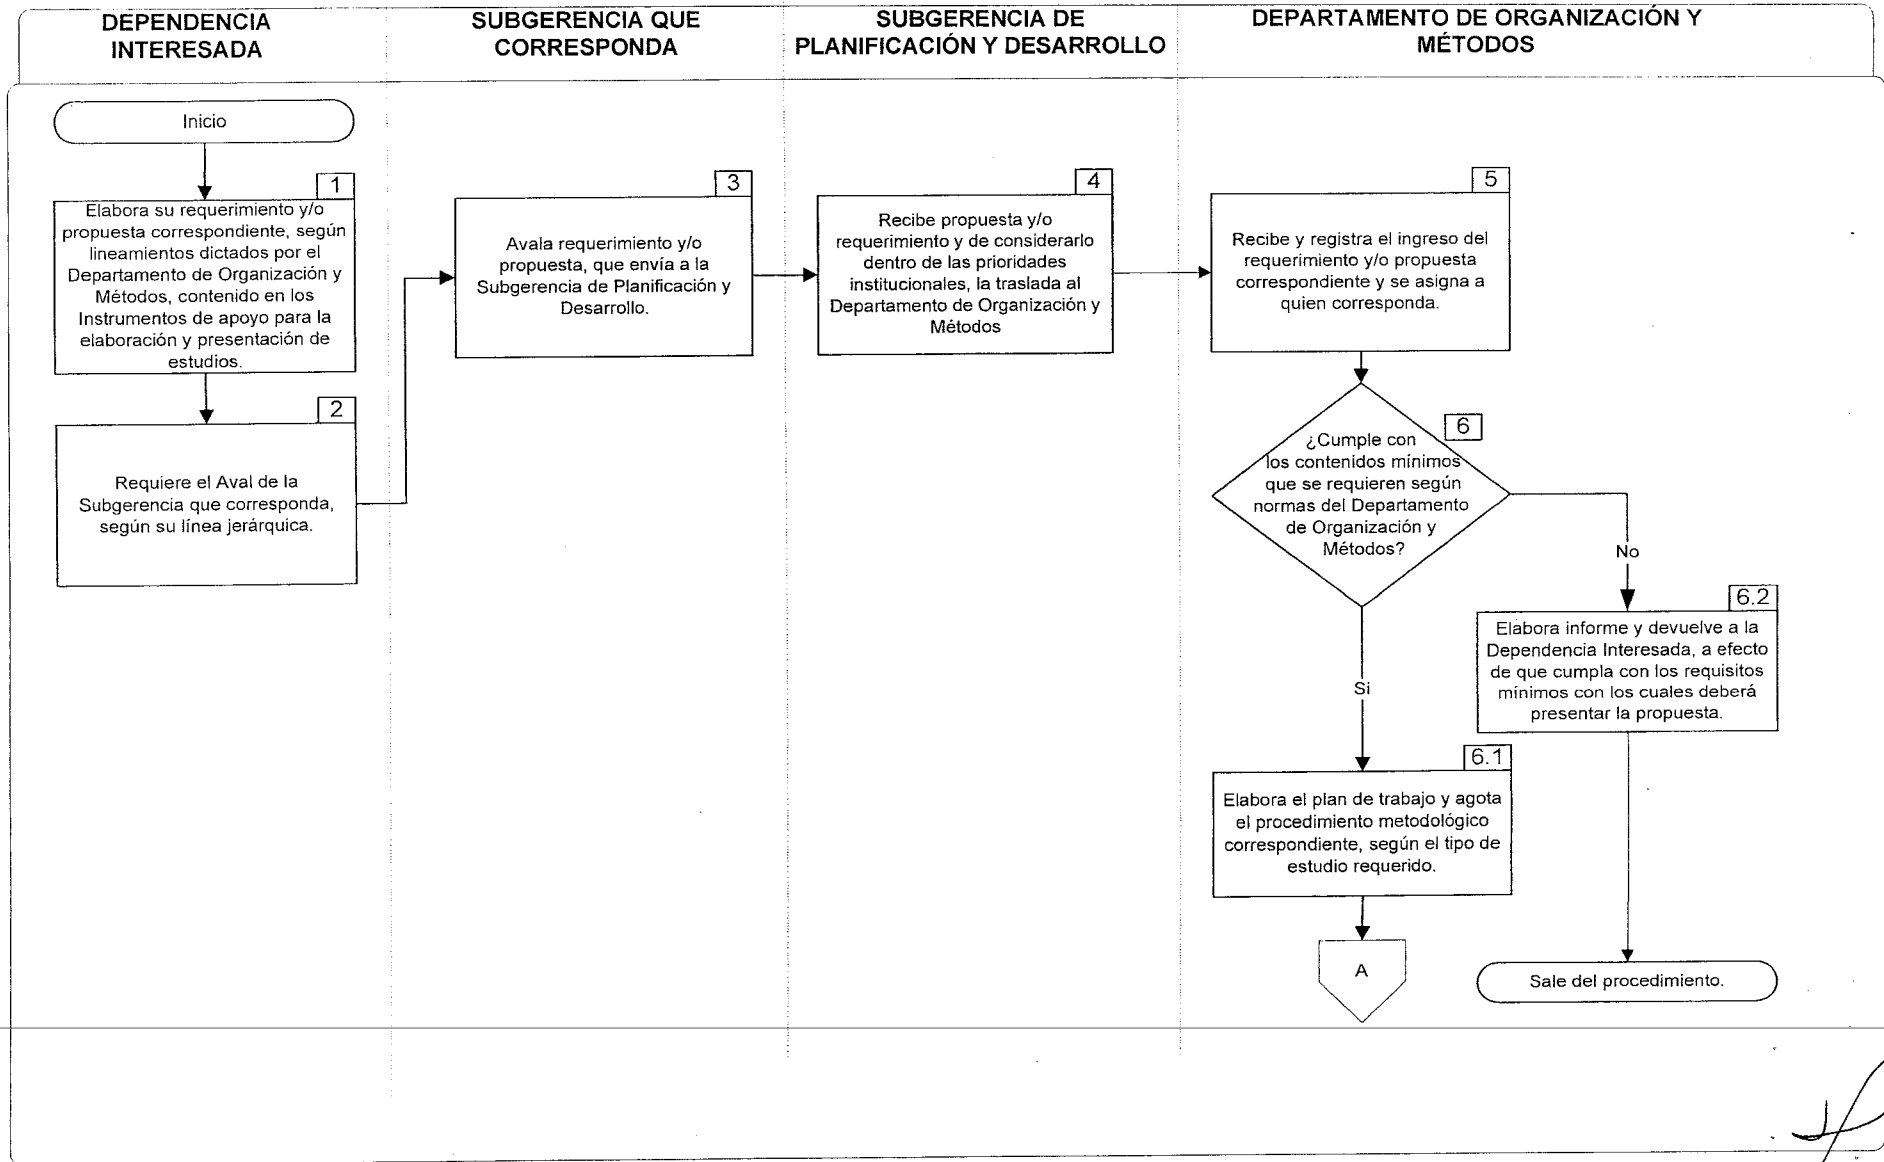 DEPENDENCIA
INTERESADA
SUBGERENCIA QUE
CORRESPONDA
SUBGERENCIA DE
PLANIFICACIÓN Y DESARROLLO
DEPARTAMENTO DE ORGANIZACIÓN Y
MÉTODOS
Inicio
1
Elabora su requerimiento y/o
propuesta correspondiente, según
lineamientos dictados por el
Departamento de Organización y
Métodos, contenido en los
Instrumentos de apoyo para la
elaboración y presentación de
estudios.
2
Requiere el Aval de la
Subgerencia que corresponda,
según su línea jerárquica.
3
Avala requerimiento y/o
propuesta, que envía a la
Subgerencia de Planificación y
Desarrollo.
4
Recibe propuesta y/o
requerimiento y de considerarlo
dentro de las prioridades
institucionales, la traslada al
Departamento de Organización y
Métodos
5
Recibe y registra el ingreso del
requerimiento y/o propuesta
correspondiente y se asigna a
quien corresponda.
6
¿Cumple con
los contenidos mínimos
que se requieren según
normas del Departamento
de Organización y
Métodos?
No
6.2
Elabora informe y devuelve a la
Dependencia Interesada, a efecto
de que cumpla con los requisitos
mínimos con los cuales deberá
presentar la propuesta.
Si
6.1
Elabora el plan de trabajo y agota
el procedimiento metodológico
correspondiente, según el tipo de
estudio requerido.
A
Sale del procedimiento.